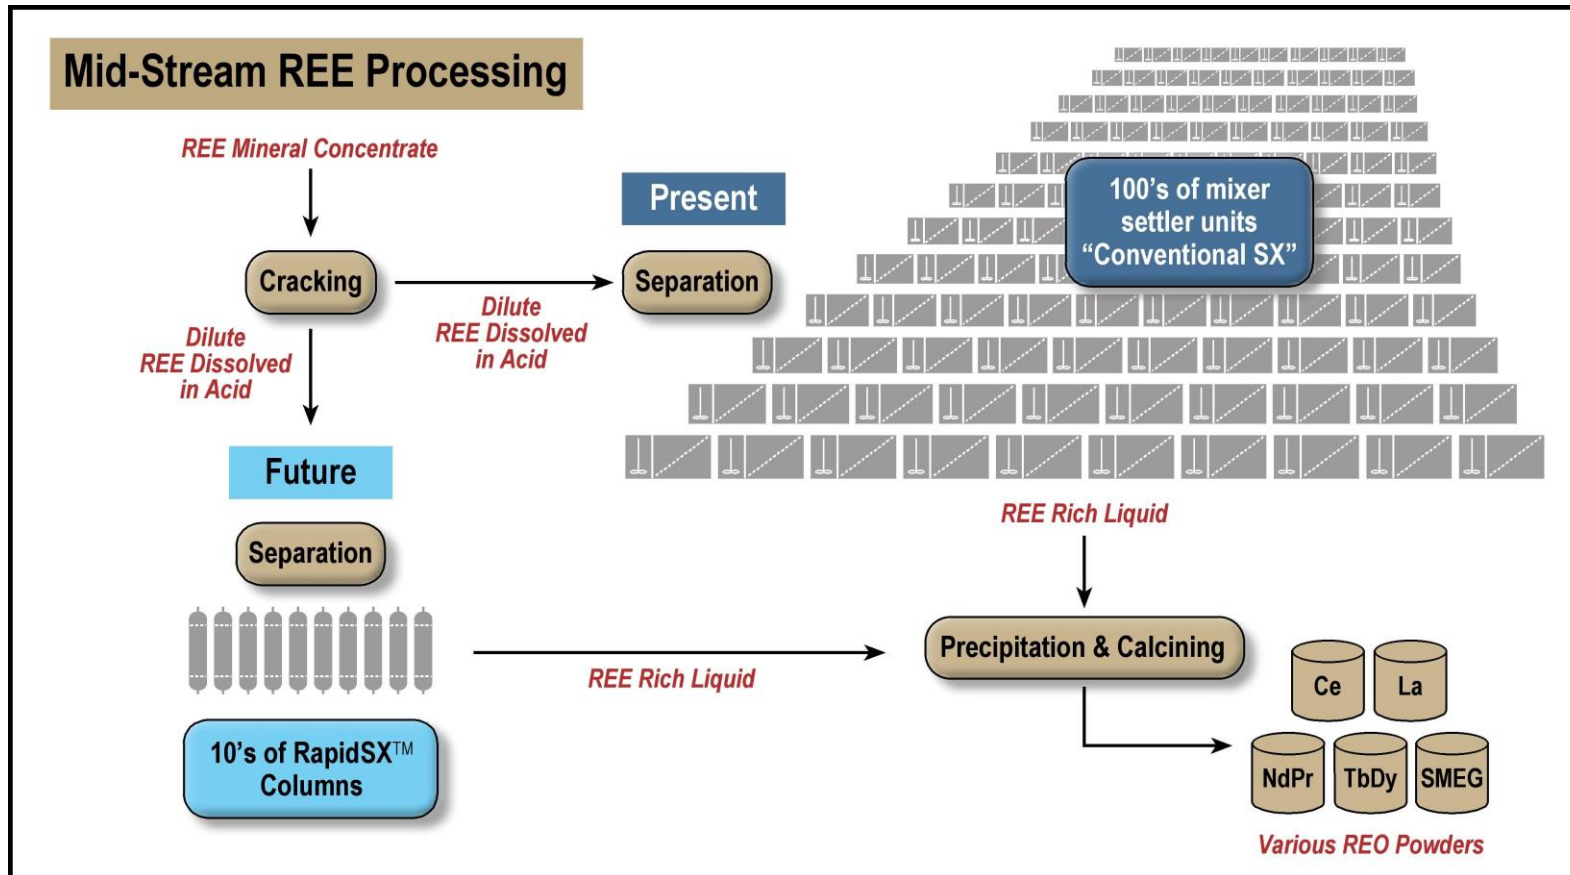 Mid-Stream REE Processing
REE Mineral Concentrate
Cracking
Dilute
REE Dissolved
in Acid
Present
Separation
100's of mixer
settler units
“Conventional SX”
Dilute
REE Dissolved
in Acid
Future
Separation
10's of RapidSX™
Columns
REE Rich Liquid
REE Rich Liquid
Precipitation & Calcining
Ce
La
NdPr
TbDy
SMEG
Various REO Powders